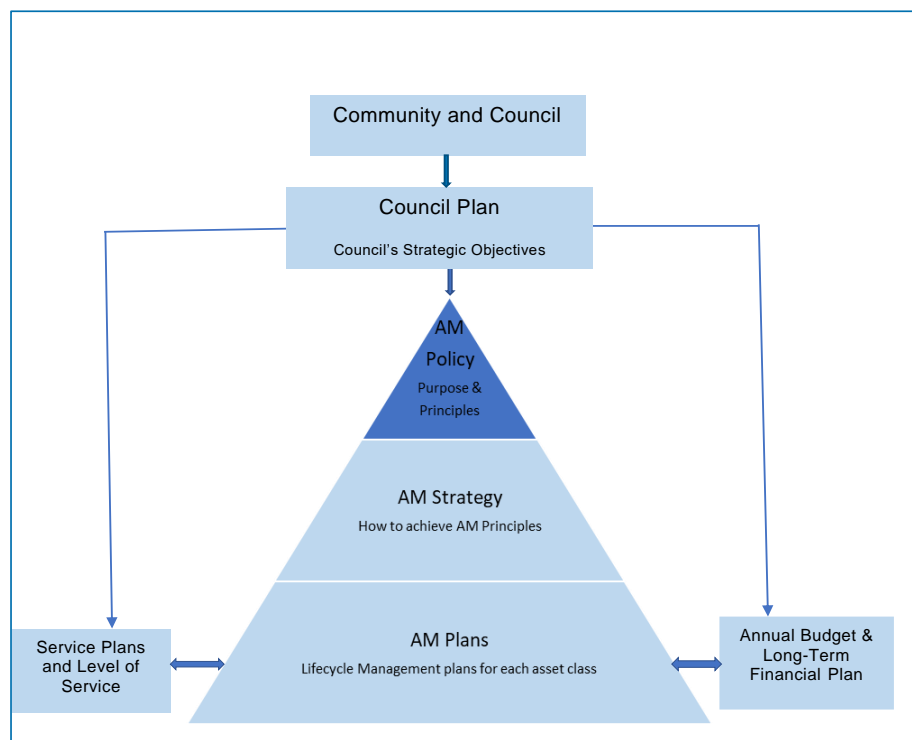 Community and Council
Council Plan
Council's Strategic Objectives
AM
Policy
Purpose &
Principles
AM Strategy
How to achieve AM Principles
AM Plans
Lifecycle Management plans for each asset class
Service Plans
and Level of
Service
Annual Budget &
Long-Term
Financial Plan